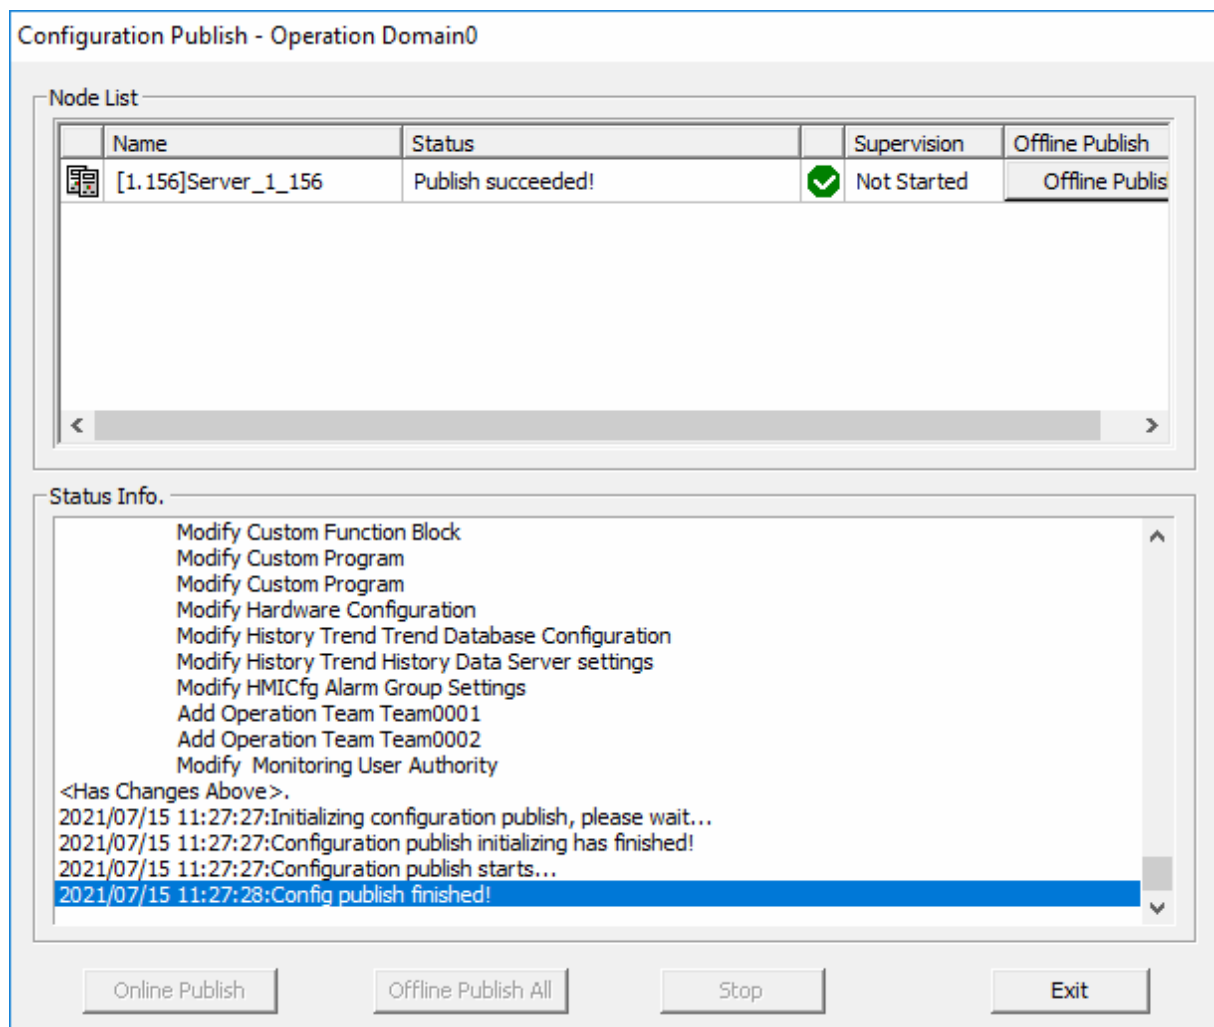 Configuration Publish - Operation Domain0
Node List
Name Status Supervision Offline Publish
[1.156]Server_1_156 Publish succeeded! Not Started Offline Publis
Status Info.
Modify Custom Function Block
Modify Custom Program
Modify Custom Program
Modify Hardware Configuration
Modify History Trend Trend Database Configuration
Modify History Trend History Data Server settings
Modify HMICfg Alarm Group Settings
Add Operation Team Team0001
Add Operation Team Team0002
Modify  Monitoring User Authority
<Has Changes Above>.
2021/07/15 11:27:27:Initializing configuration publish, please wait...
2021/07/15 11:27:27:Configuration publish initializing has finished!
2021/07/15 11:27:27:Configuration publish starts...
2021/07/15 11:27:28:Config publish finished!
Online Publish Offline Publish All Stop Exit